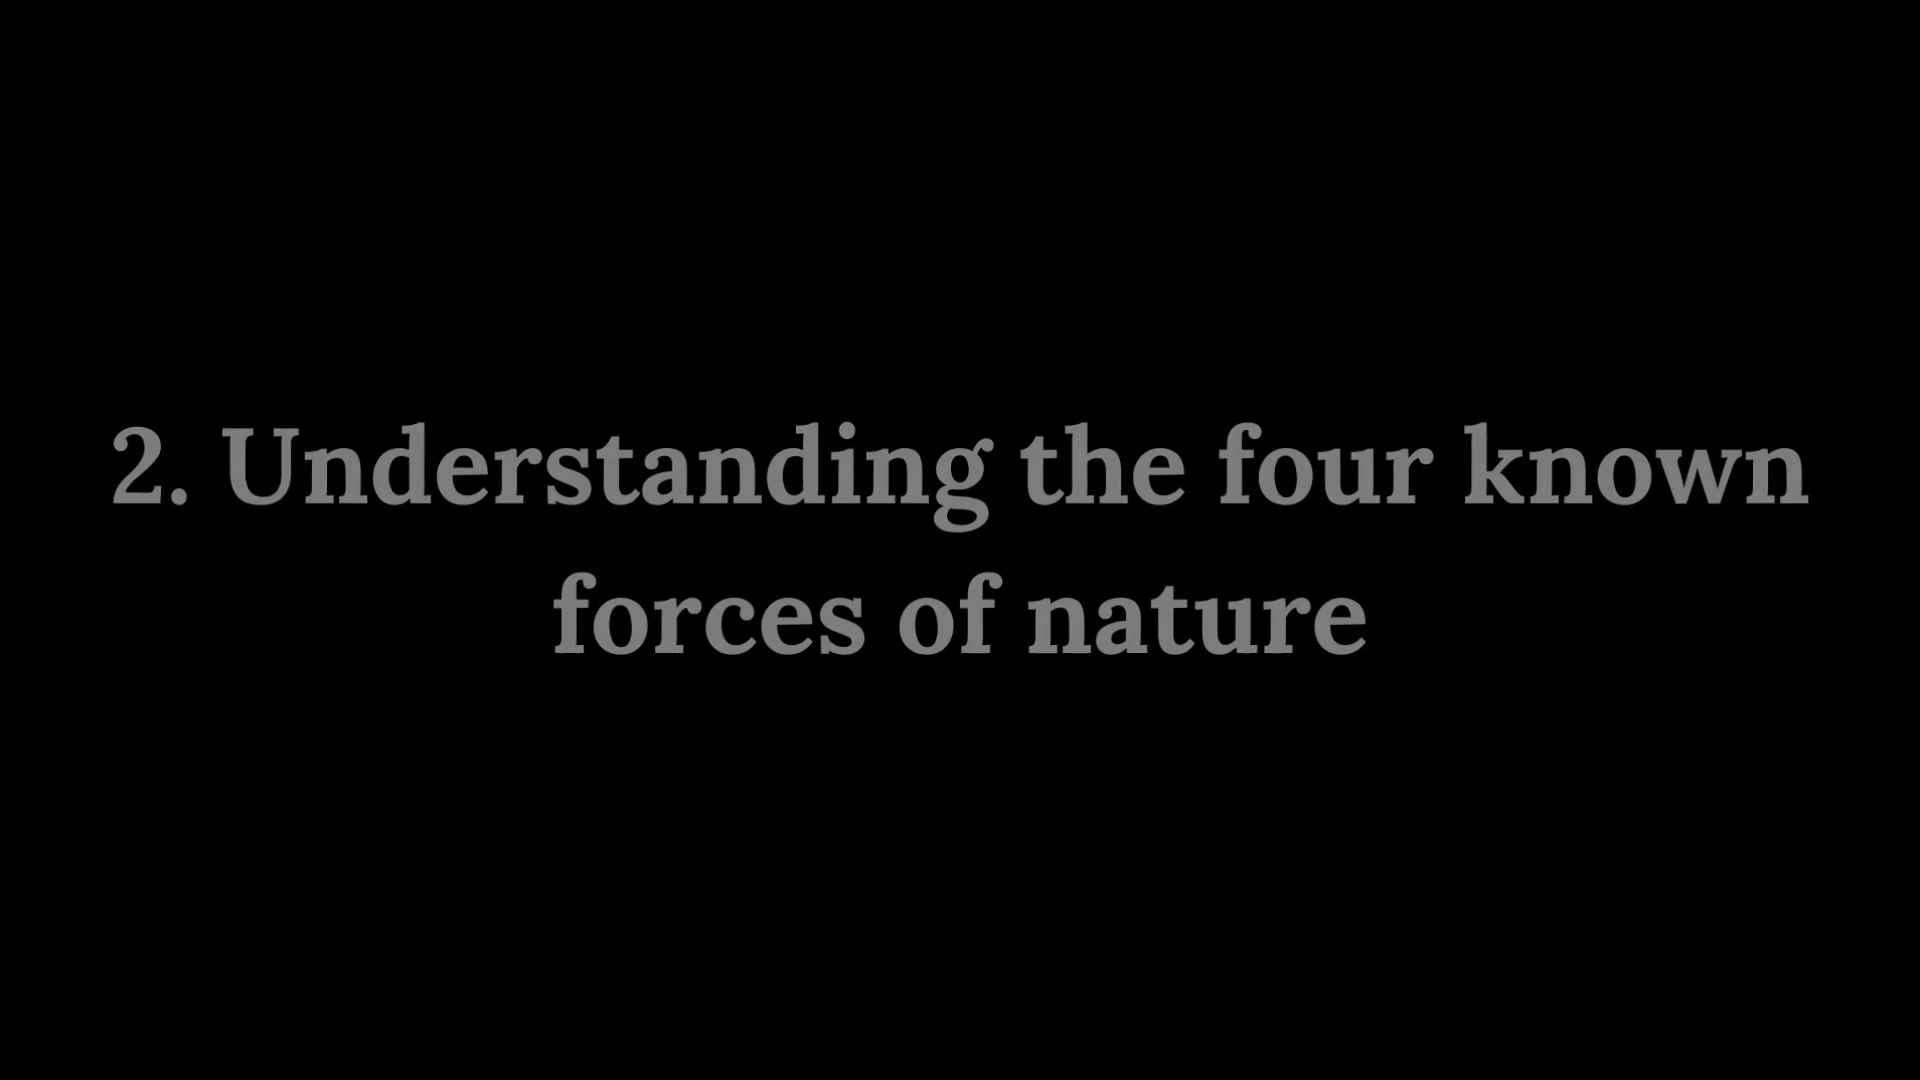 2. Understanding the four known
forces of nature